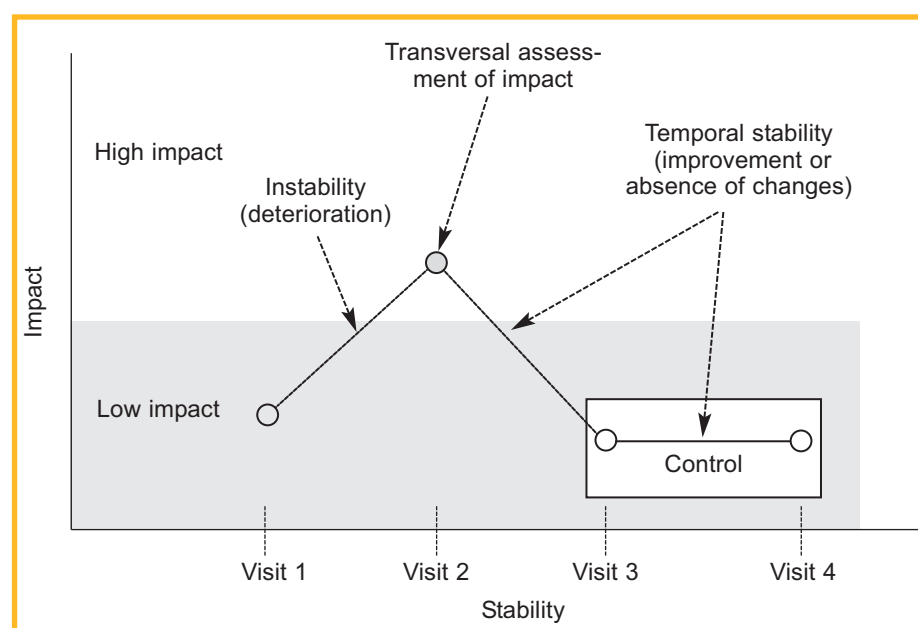 Transversal assess-
ment of impact
High impact
Temporal stability
(improvement or
absence of changes)
Instability
(deterioration)
Impact
Low impact
Control
Visit 1
Visit 2
Visit 3
Visit 4
Stability